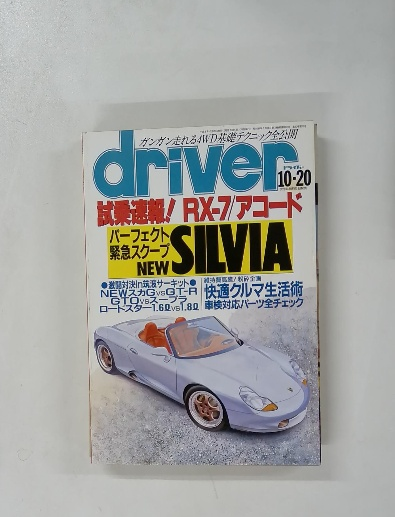 ガンガン走れる4WD基礎テクニック全公開
driver
10-20
試乗速報! RX-7/アコード
パーフェクト
緊急スクープ
NEW SILVIA
●激闘対決in筑波サーキット●
NEWスカGvsGT-R
GTOvsスープラ
ロードスター1.6ℓvs1.8ℓ
快適クルマ生活術
車検対応パーツ全チェック